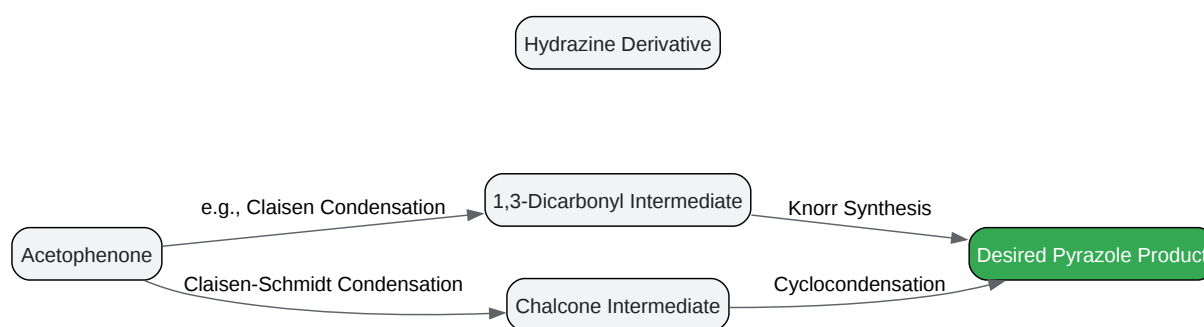 Hydrazine Derivative
e.g., Claisen Condensation
1,3-Dicarbonyl Intermediate
Knorr Synthesis
Acetophenone
Desired Pyrazole Product
Claisen-Schmidt Condensation
Chalcone Intermediate
Cyclocondensation